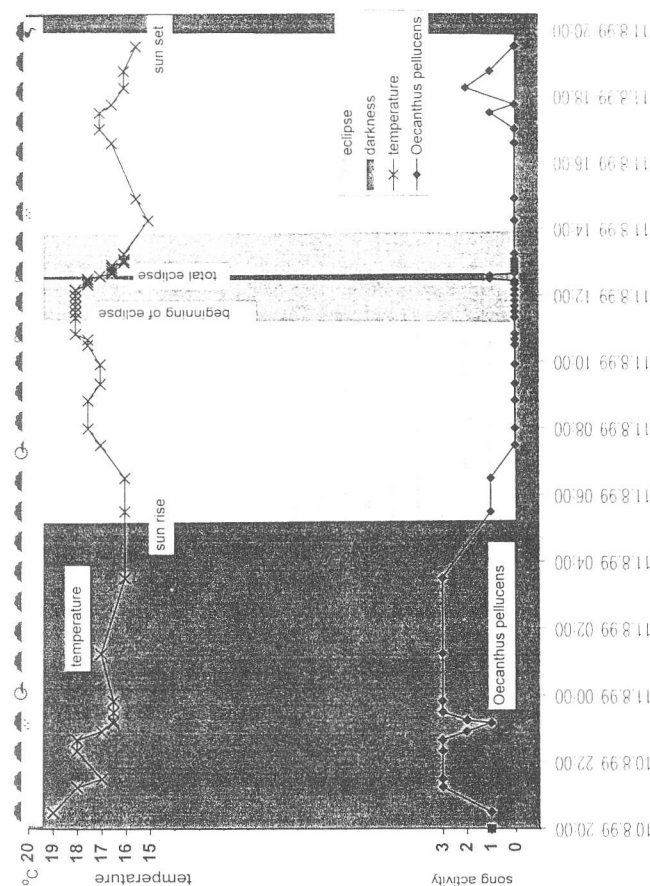 °C
20
19
18
17
16
15
temperature
3
2
1
0
song activity
temperature
sun rise
beginning of eclipse
total eclipse
sun set
eclipse
darkness
temperature
Oecanthus pellucens
Oecanthus pellucens
10.8.99 20:00
10.8.99 22:00
11.8.99 00:00
11.8.99 02:00
11.8.99 04:00
11.8.99 06:00
11.8.99 08:00
11.8.99 10:00
11.8.99 12:00
11.8.99 14:00
11.8.99 16:00
11.8.99 18:00
11.8.99 20:00